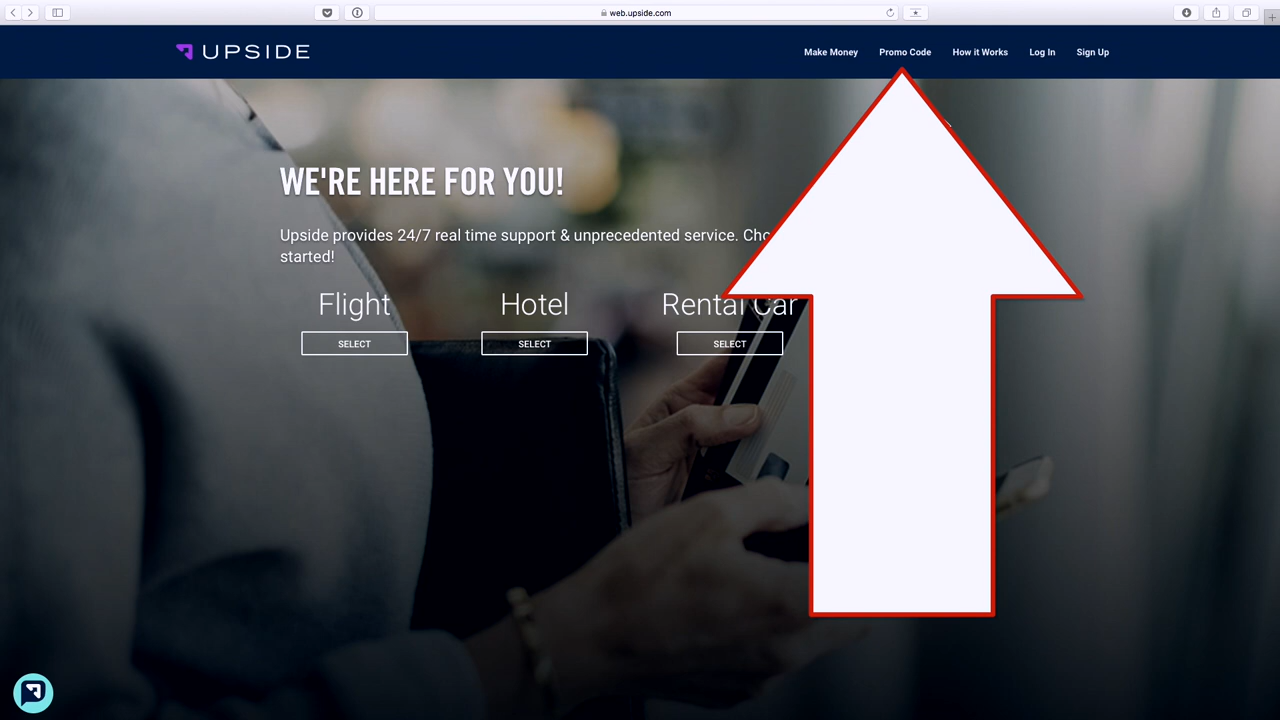 web.upside.com
UPSIDE
Make Money Promo Code How it Works Log In Sign Up
WE'RE HERE FOR YOU!
Upside provides 24/7 real time support & unprecedented service.
started!
Flight Hotel Rental Car
SELECT SELECT SELECT